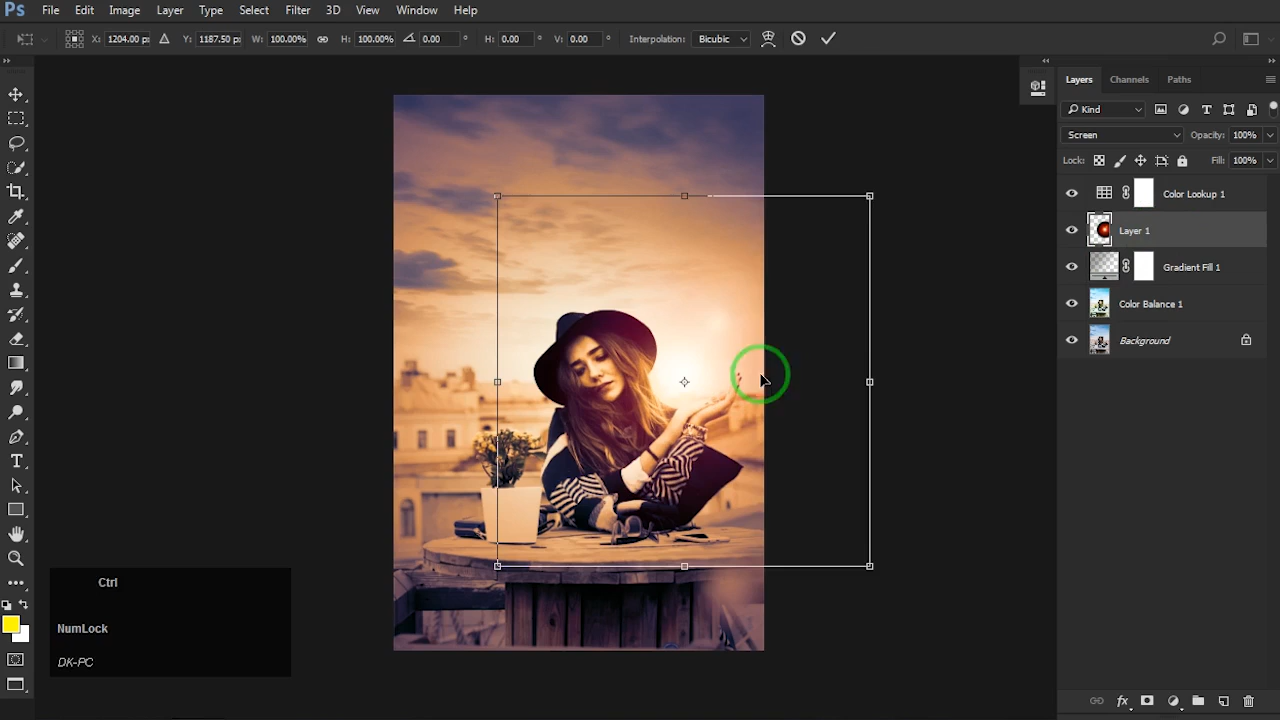 Ps File Edit Image Layer Type Select Filter 3D View Window Help
X: 1204.00 px Y: 1187.50 px W: 100.00% H: 100.00% 0.00 ° H: 0.00 ° V: 0.00 ° Interpolation: Bicubic
Layers Channels Paths
Kind
Screen Opacity: 100%
Lock: Fill: 100%
Color Lookup 1
Layer 1
Gradient Fill 1
Color Balance 1
Background
Ctrl
NumLock
DK-PC
fx